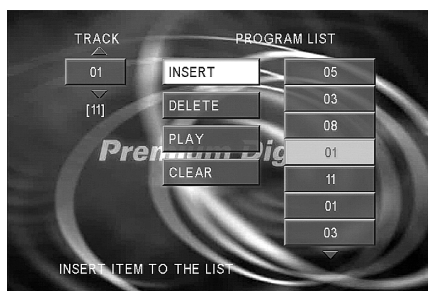 TRACK
PROGRAM LIST
01
[11]
INSERT
DELETE
PLAY
CLEAR
05
03
08
01
11
01
03
INSERT ITEM TO THE LIST